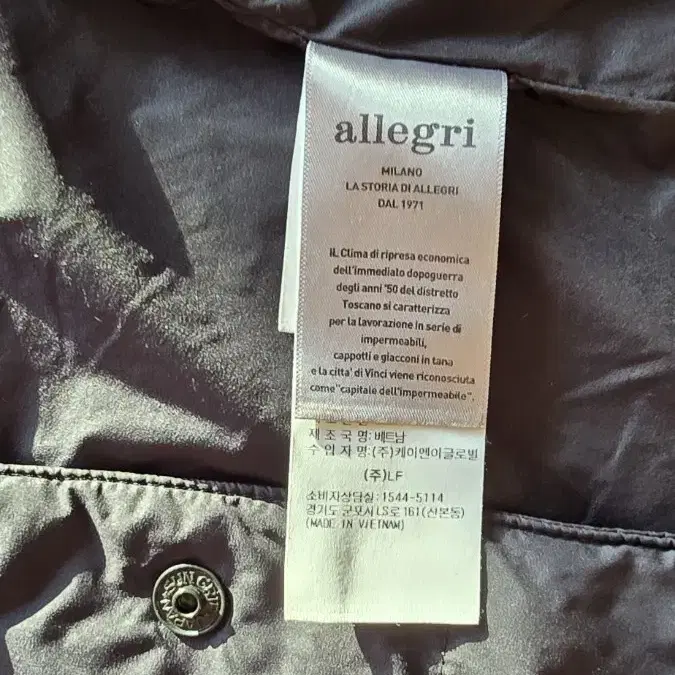 allegri
MILANO
LA STORIA DI ALLEGRI
DAL 1971
IL Clima di ripresa economica
dell'immediato dopoguerra
degli anni '50 del distretto
Toscano si caratterizza
per la lavorazione in serie di
impermeabili,
cappotti e giacconi in tana
e la citta' di Vinci viene riconosciuta
come "capitale dell'impermeabile".
제 조 국 명: 베트남
수 입 자 명: (주)케이엔이글로벌
(주)LF
소비자상담실: 1544-5114
경기도 군포시 LS로 161(산본동)
(MADE IN VIETNAM)